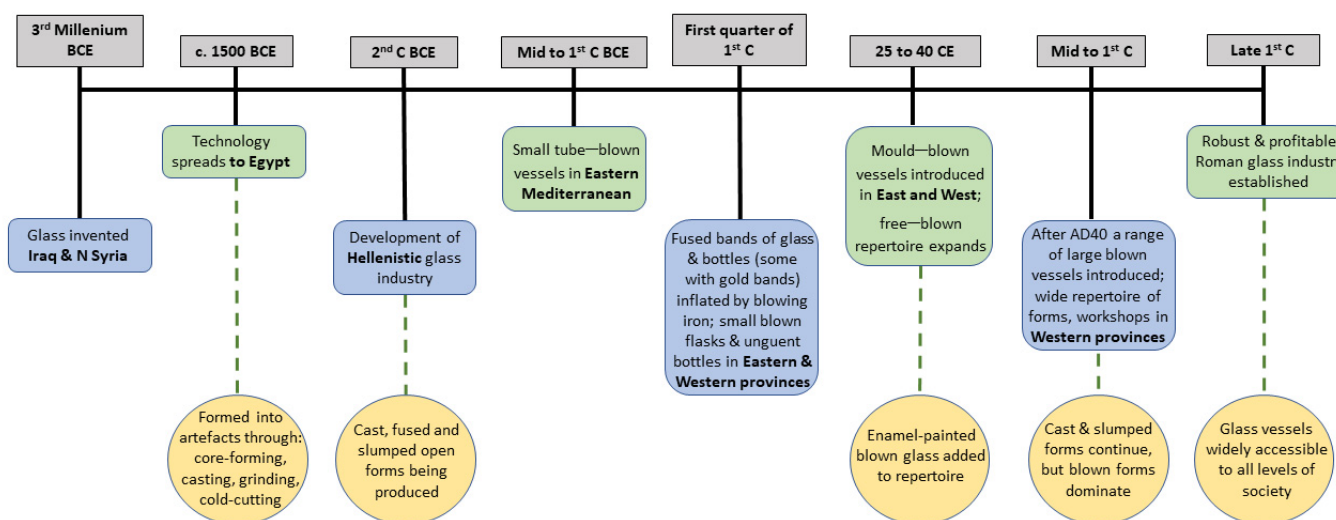 3rd Millenium
BCE
c. 1500 BCE
2nd C BCE
Mid to 1st C BCE
First quarter of
1st C
25 to 40 CE
Mid to 1st C
Late 1st C
Technology
spreads to Egypt
Small tube—blown
vessels in Eastern
Mediterranean
Mould—blown
vessels introduced
in East and West;
free—blown
repertoire expands
Robust & profitable
Roman glass industry
established
Glass invented
Iraq & N Syria
Development of
Hellenistic glass
industry
Fused bands of glass
& bottles (some
with gold bands)
inflated by blowing
iron; small blown
flasks & unguent
bottles in Eastern &
Western provinces
After AD40 a range
of large blown
vessels introduced;
wide repertoire of
forms, workshops in
Western provinces
Formed into
artefacts through:
core-forming,
casting, grinding,
cold-cutting
Cast, fused and
slumped open
forms being
produced
Enamel-painted
blown glass added
to repertoire
Cast & slumped
forms continue,
but blown forms
dominate
Glass vessels
widely accessible
to all levels of
society